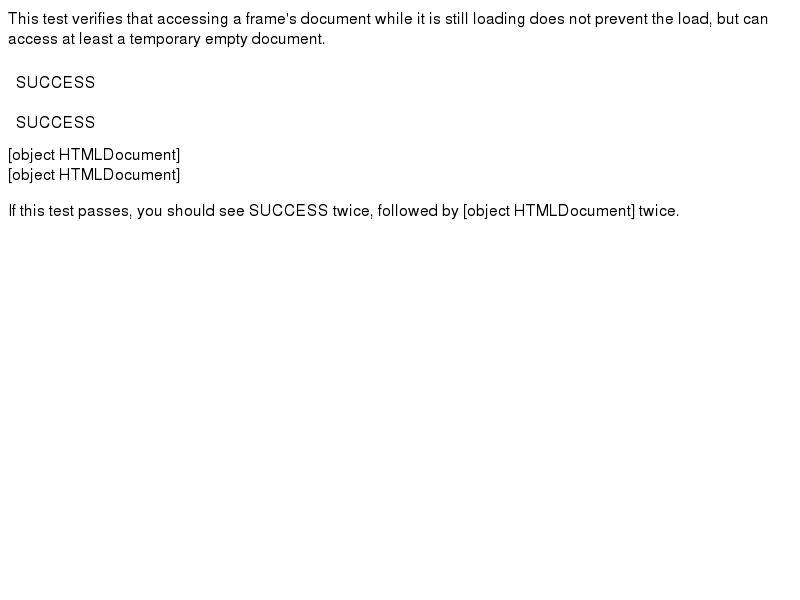 This test verifies that accessing a frame's document while it is still loading does not prevent the load, but can
access at least a temporary empty document.
SUCCESS
SUCCESS
[object HTMLDocument]
[object HTMLDocument]
If this test passes, you should see SUCCESS twice, followed by [object HTMLDocument] twice.